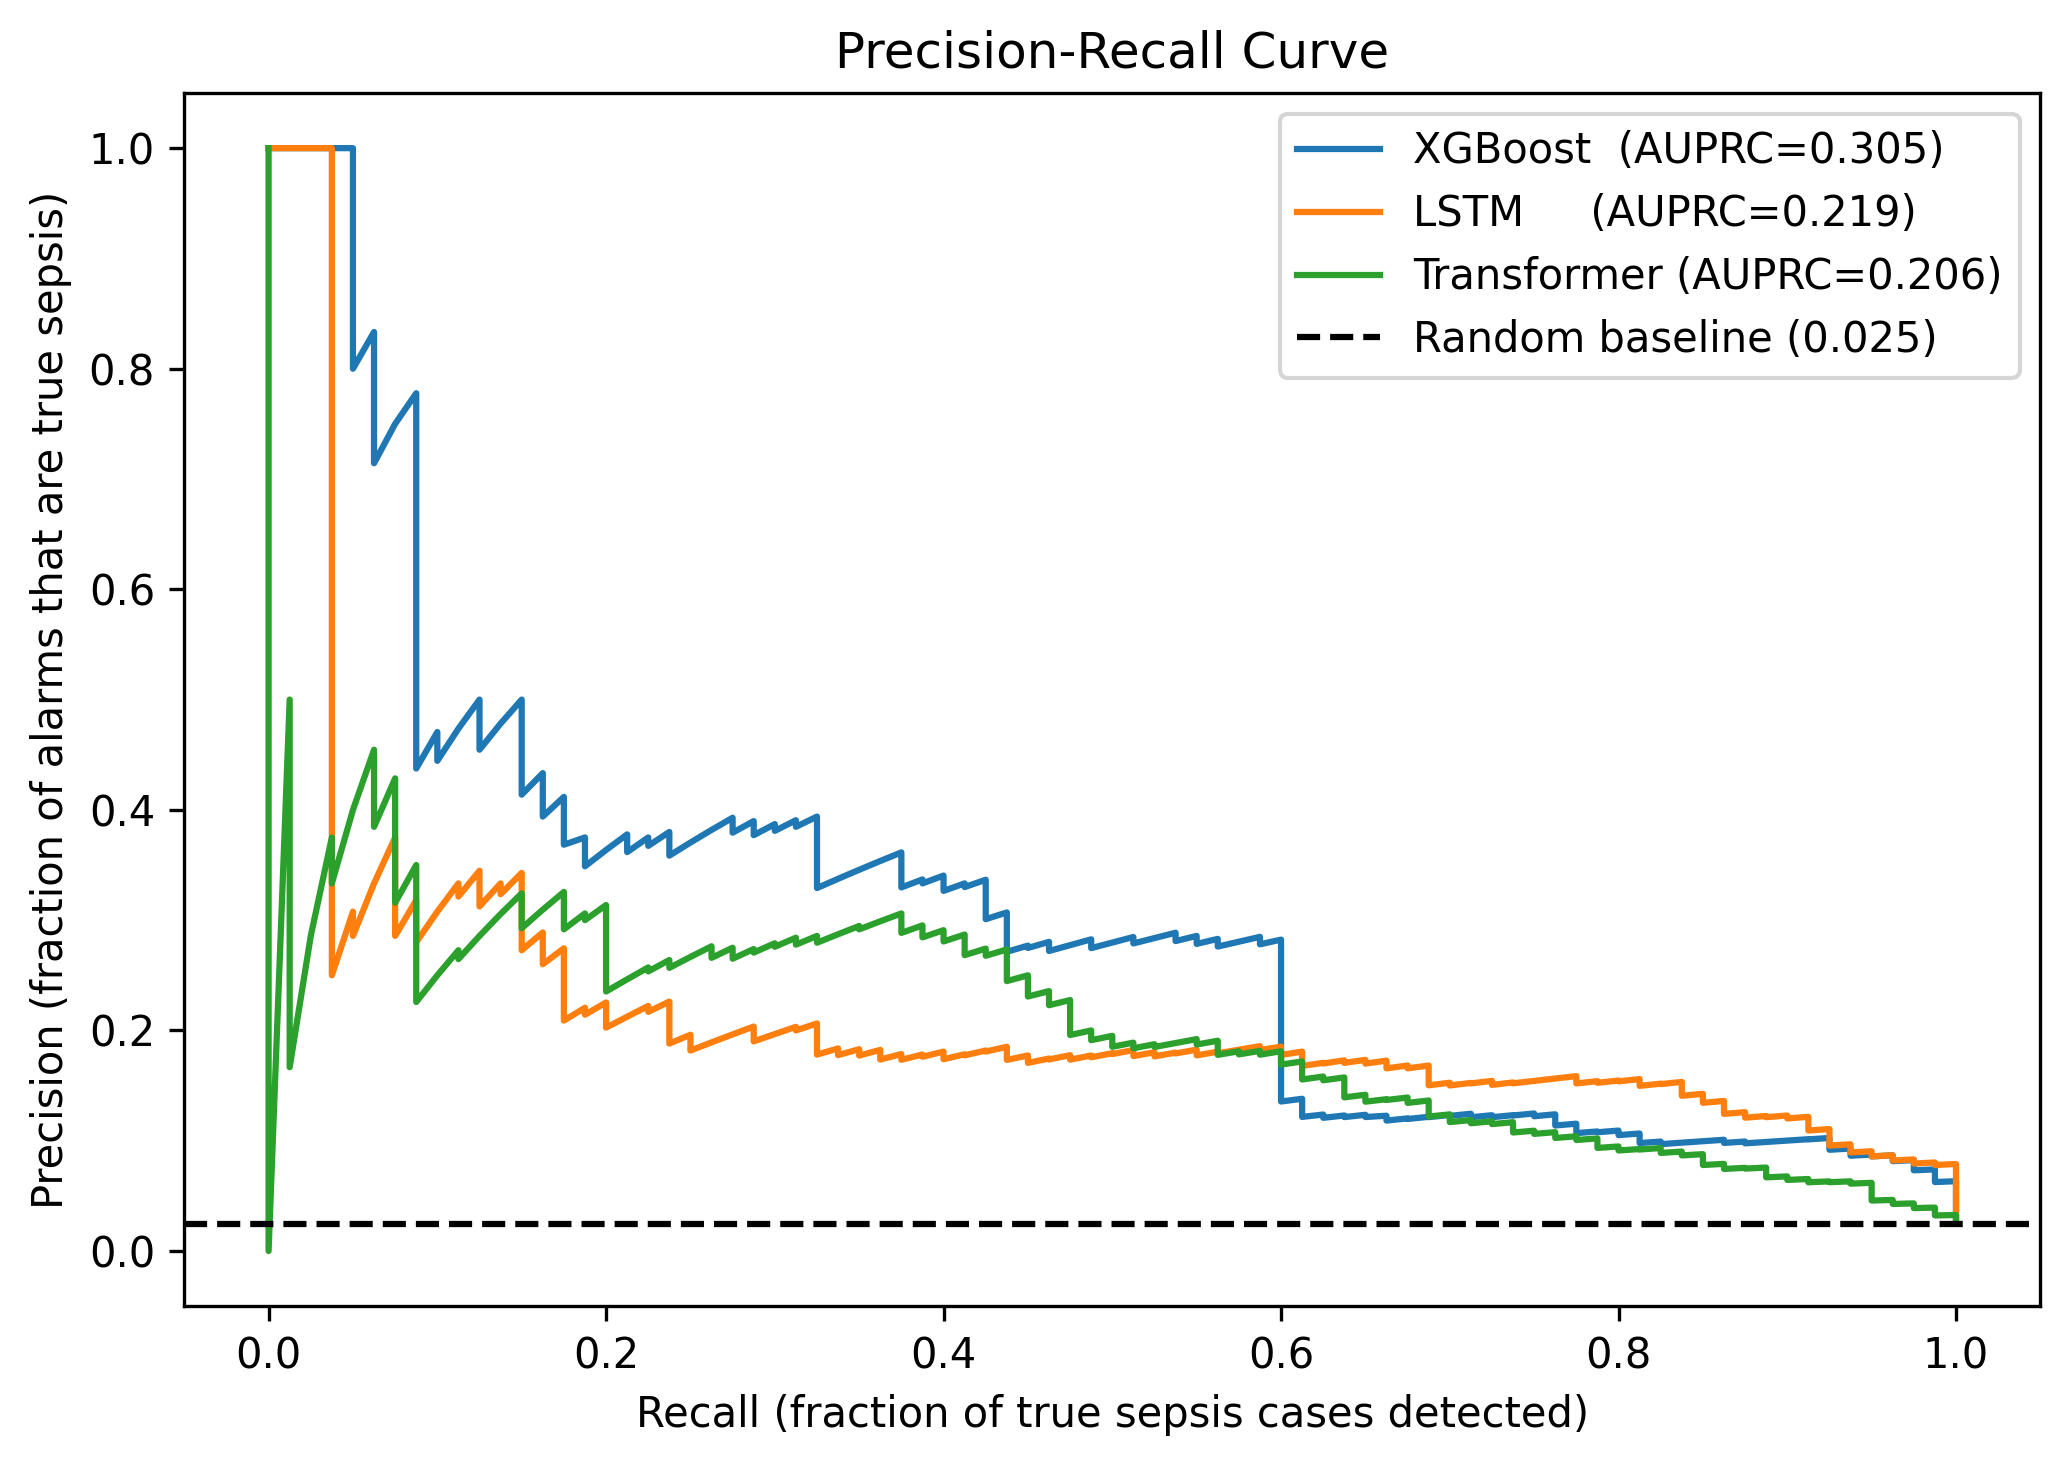 Precision-Recall Curve
XGBoost  (AUPRC=0.305)
LSTM     (AUPRC=0.219)
Transformer (AUPRC=0.206)
Random baseline (0.025)
Precision (fraction of alarms that are true sepsis)
1.0
0.8
0.6
0.4
0.2
0.0
0.0 0.2 0.4 0.6 0.8 1.0
Recall (fraction of true sepsis cases detected)